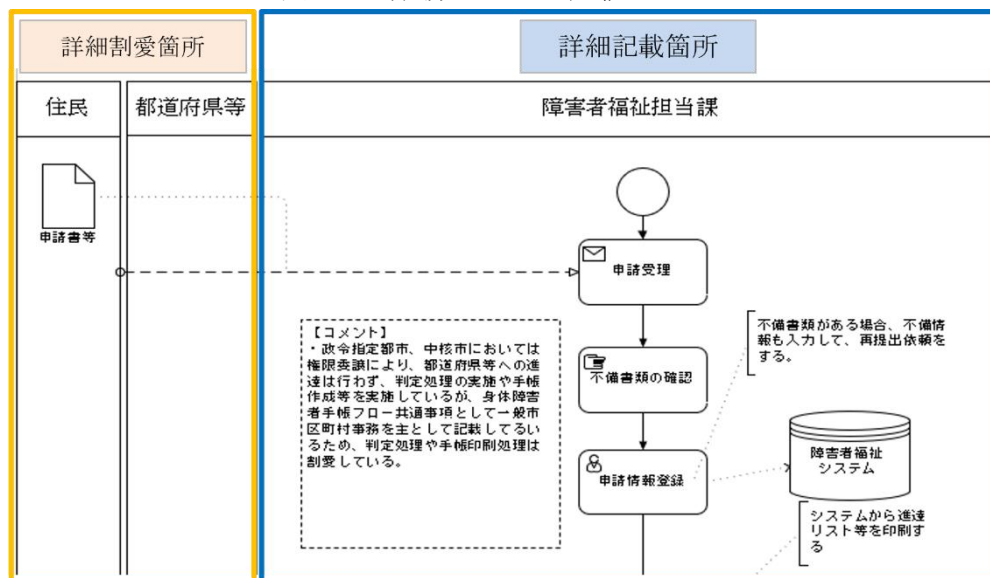 詳細割愛箇所
詳細記載箇所
住民
都道府県等
障害者福祉担当課
申請書等
申請受理
【コメント】
・政令指定都市、中核市においては
権限委譲により、都道府県等への進
達は行わず、判定処理の実施や手帳
作成等を実施しているが、身体障害
者手帳フロー共通事項として一般市
区町村事務を主として記載してるい
るため、判定処理や手帳印刷処理は
割愛している。
不備書類の確認
不備書類がある場合、不備情
報も入力して、再提出依頼を
する。
申請情報登録
障害者福祉
システム
システムから進達
リスト等を印刷す
る